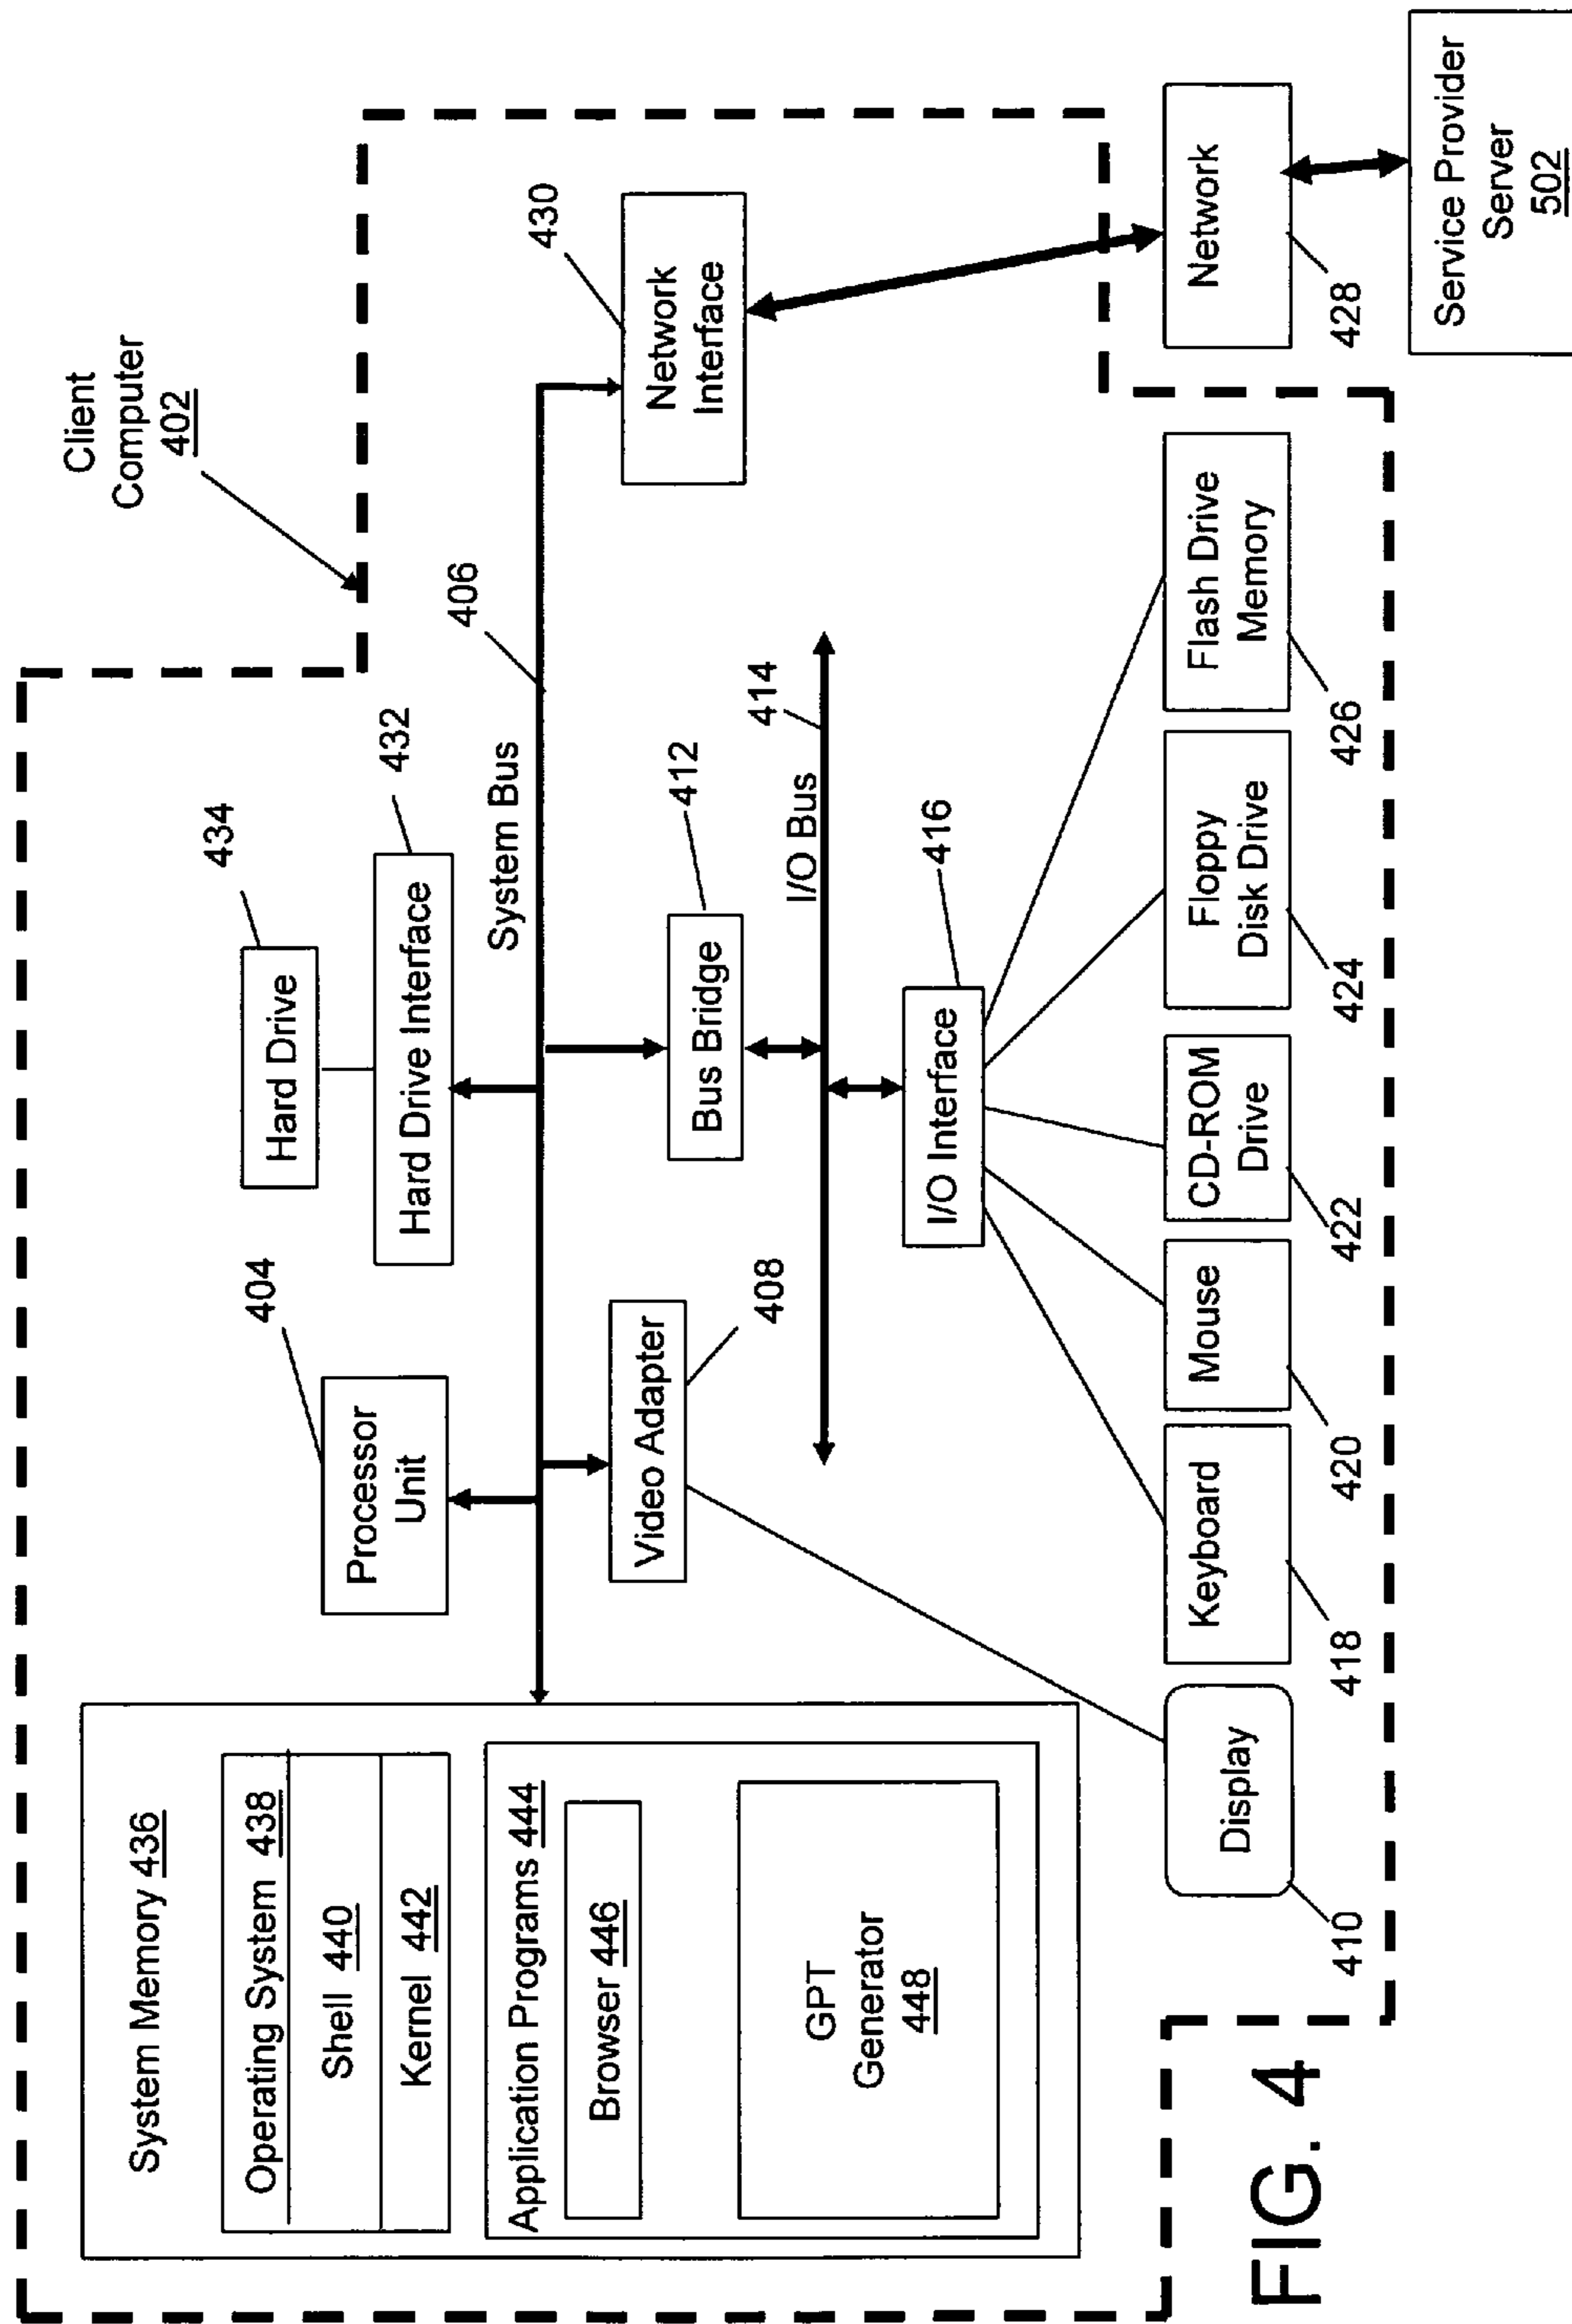 Client
Computer
402
System Memory 436
Operating System 438
Shell 440
Kernel 442
Application Programs 444
Browser 446
GPT
Generator
448
404
Processor
Unit
434
Hard Drive
432
Hard Drive Interface
System Bus
406
430
Network
Interface
Video Adapter
408
Bus Bridge
412
I/O Bus
414
I/O Interface
416
Display
410
Keyboard
418
Mouse
420
CD-ROM
Drive
422
Floppy
Disk Drive
424
Flash Drive
Memory
426
Network
428
Service Provider
Server
502
FIG. 4